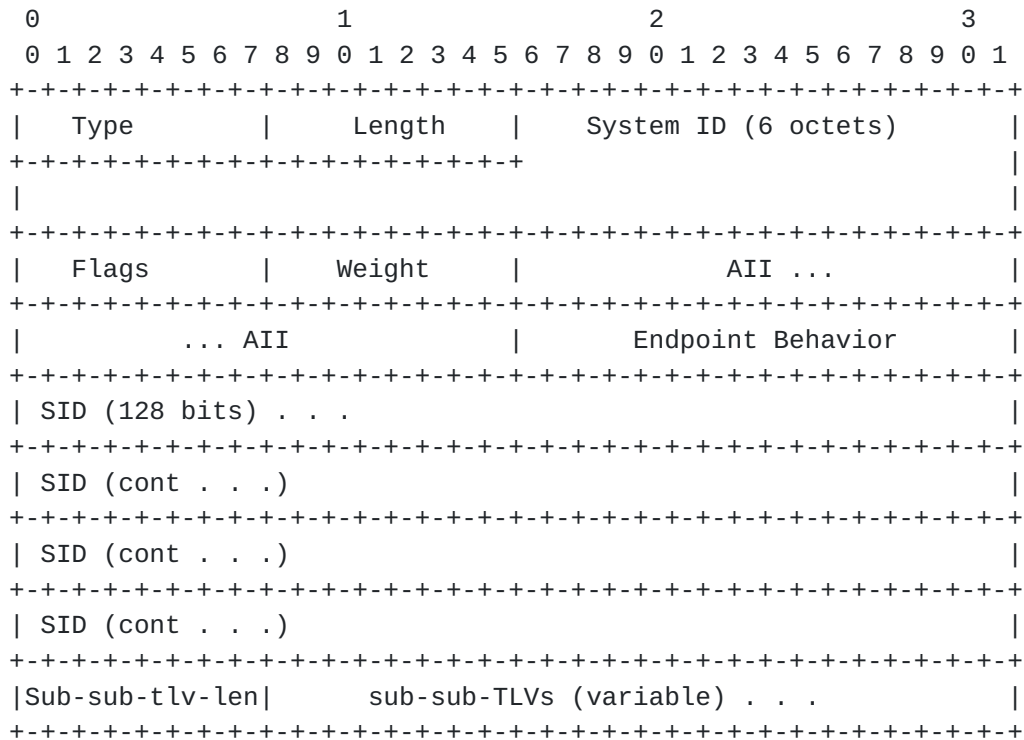 0                   1                   2                   3
 0 1 2 3 4 5 6 7 8 9 0 1 2 3 4 5 6 7 8 9 0 1 2 3 4 5 6 7 8 9 0 1
+-+-+-+-+-+-+-+-+-+-+-+-+-+-+-+-+-+-+-+-+-+-+-+-+-+-+-+-+-+-+-+-+
|   Type        |     Length    |    System ID (6 octets)       |
+-+-+-+-+-+-+-+-+-+-+-+-+-+-+-+-+                               |
|                                                               |
+-+-+-+-+-+-+-+-+-+-+-+-+-+-+-+-+-+-+-+-+-+-+-+-+-+-+-+-+-+-+-+-+
|   Flags       |    Weight     |             AII ...           |
+-+-+-+-+-+-+-+-+-+-+-+-+-+-+-+-+-+-+-+-+-+-+-+-+-+-+-+-+-+-+-+-+
|          ... AII              |       Endpoint Behavior       |
+-+-+-+-+-+-+-+-+-+-+-+-+-+-+-+-+-+-+-+-+-+-+-+-+-+-+-+-+-+-+-+-+
| SID (128 bits) . . .                                          |
+-+-+-+-+-+-+-+-+-+-+-+-+-+-+-+-+-+-+-+-+-+-+-+-+-+-+-+-+-+-+-+-+
| SID (cont . . .)                                              |
+-+-+-+-+-+-+-+-+-+-+-+-+-+-+-+-+-+-+-+-+-+-+-+-+-+-+-+-+-+-+-+-+
| SID (cont . . .)                                              |
+-+-+-+-+-+-+-+-+-+-+-+-+-+-+-+-+-+-+-+-+-+-+-+-+-+-+-+-+-+-+-+-+
| SID (cont . . .)                                              |
+-+-+-+-+-+-+-+-+-+-+-+-+-+-+-+-+-+-+-+-+-+-+-+-+-+-+-+-+-+-+-+-+
|Sub-sub-tlv-len|      sub-sub-TLVs (variable) . . .            |
+-+-+-+-+-+-+-+-+-+-+-+-+-+-+-+-+-+-+-+-+-+-+-+-+-+-+-+-+-+-+-+-+